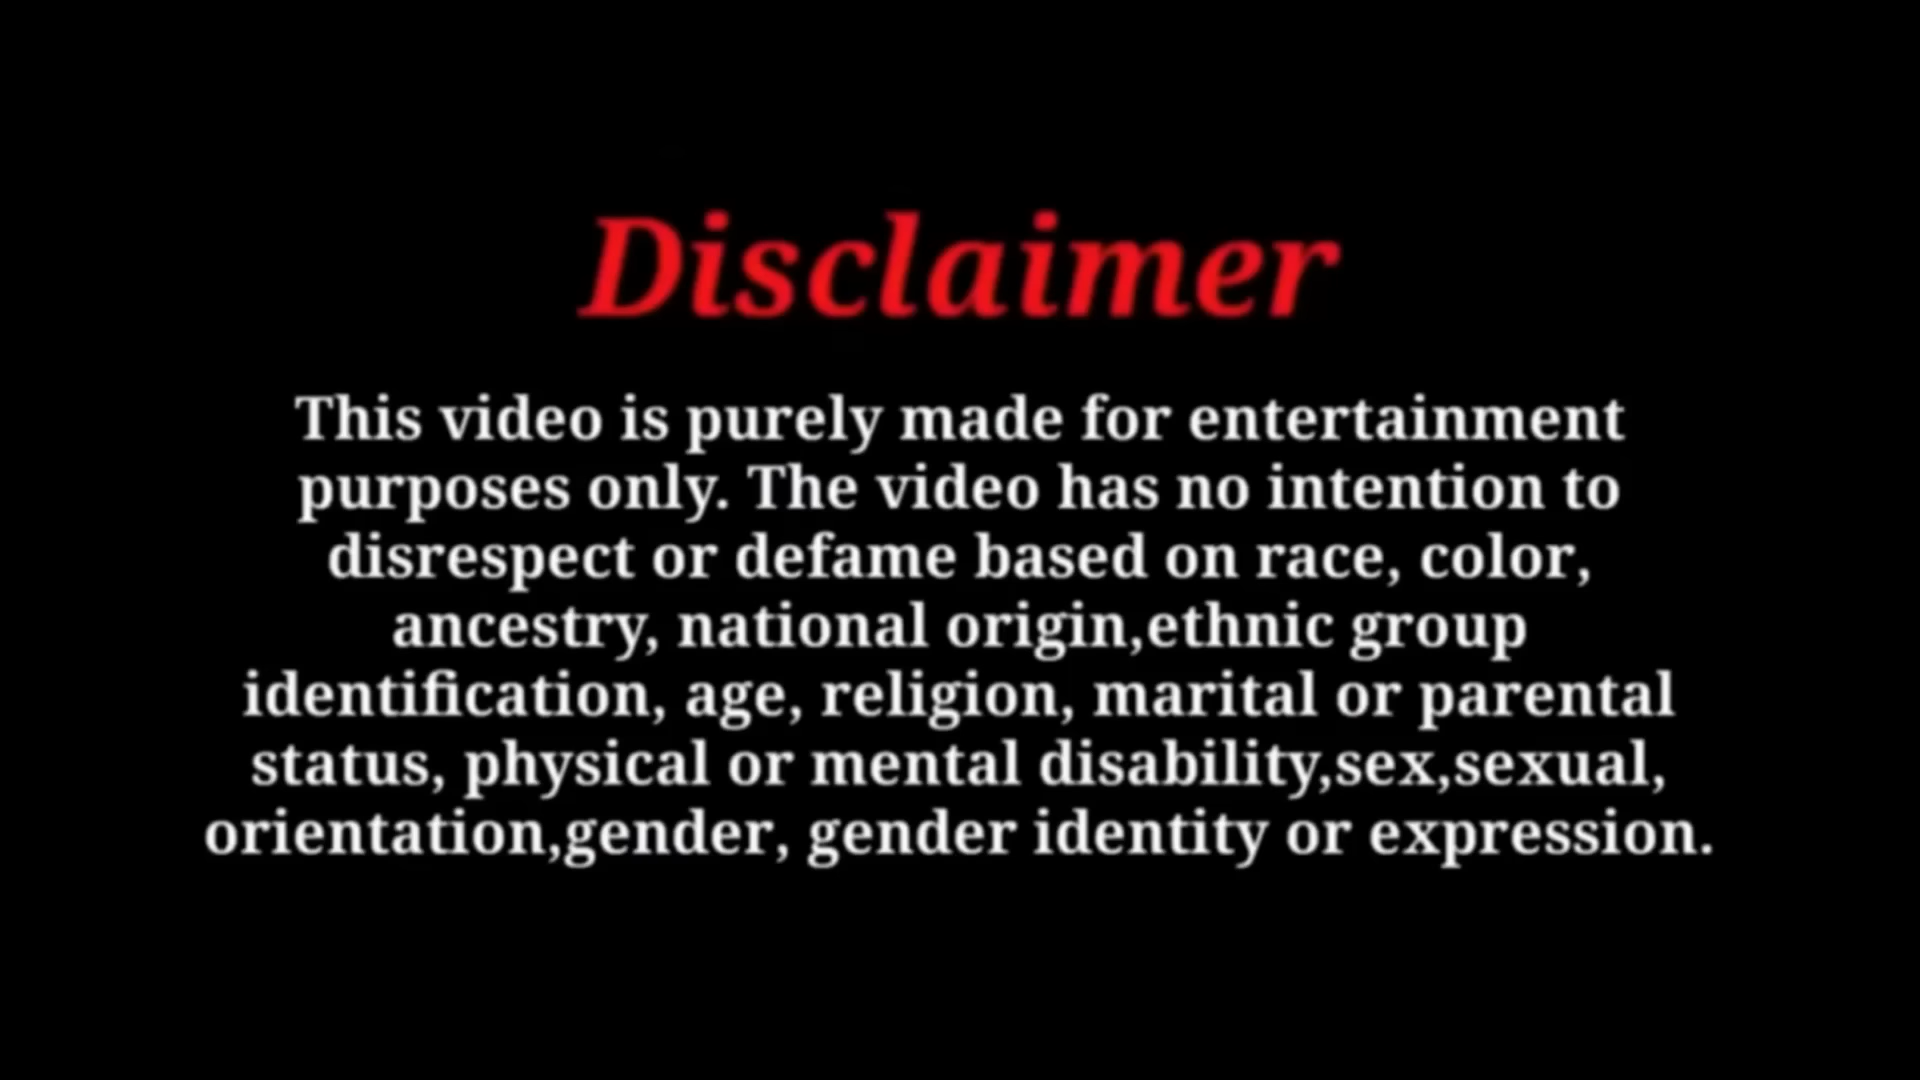 Disclaimer
This video is purely made for entertainment
purposes only. The video has no intention to
disrespect or defame based on race, color,
ancestry, national origin,ethnic group
identification, age, religion, marital or parental
status, physical or mental disability,sex,sexual,
orientation,gender, gender identity or expression.